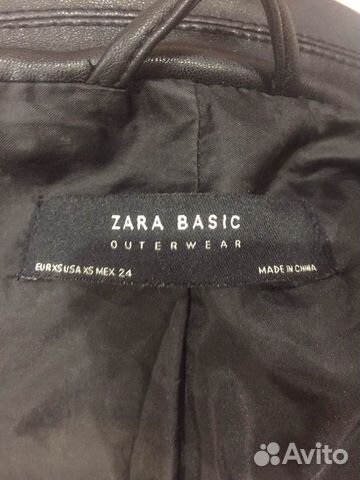 ZARA BASIC
OUTERWEAR
EUR XS USA XS MEX 24 MADE IN CHINA
Avito